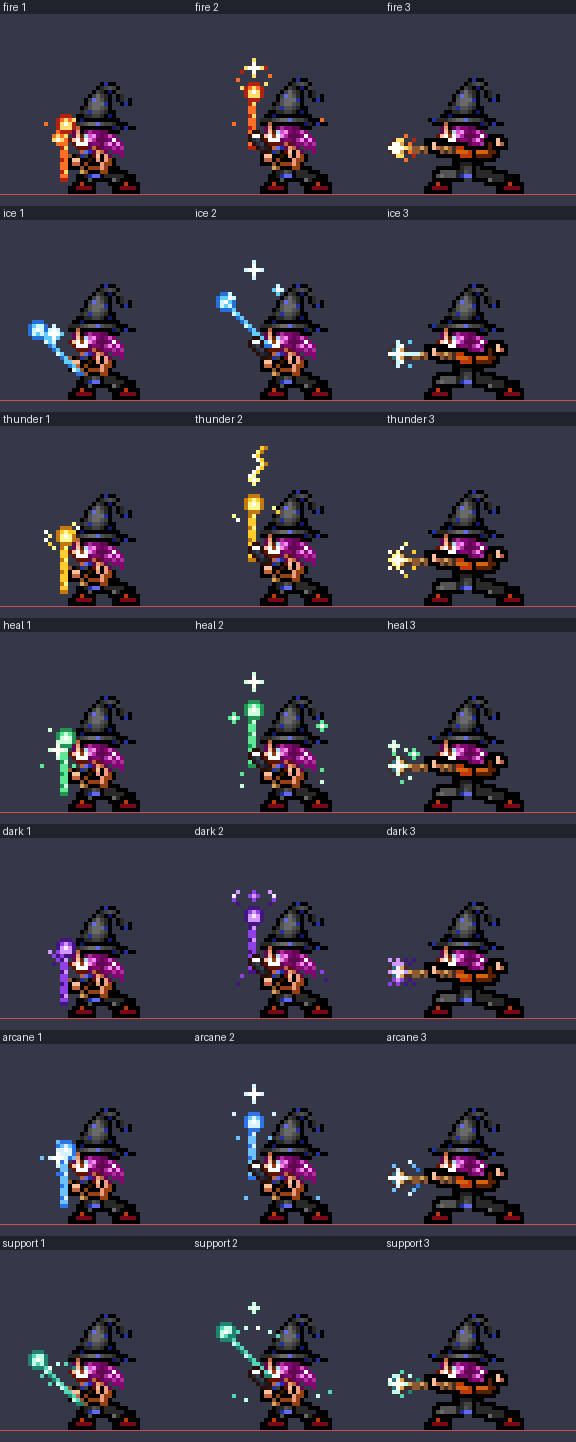 fire 1 fire 2 fire 3
ice 1 ice 2 ice 3
thunder 1 thunder 2 thunder 3
heal 1 heal 2 heal 3
dark 1 dark 2 dark 3
arcane 1 arcane 2 arcane 3
support 1 support 2 support 3